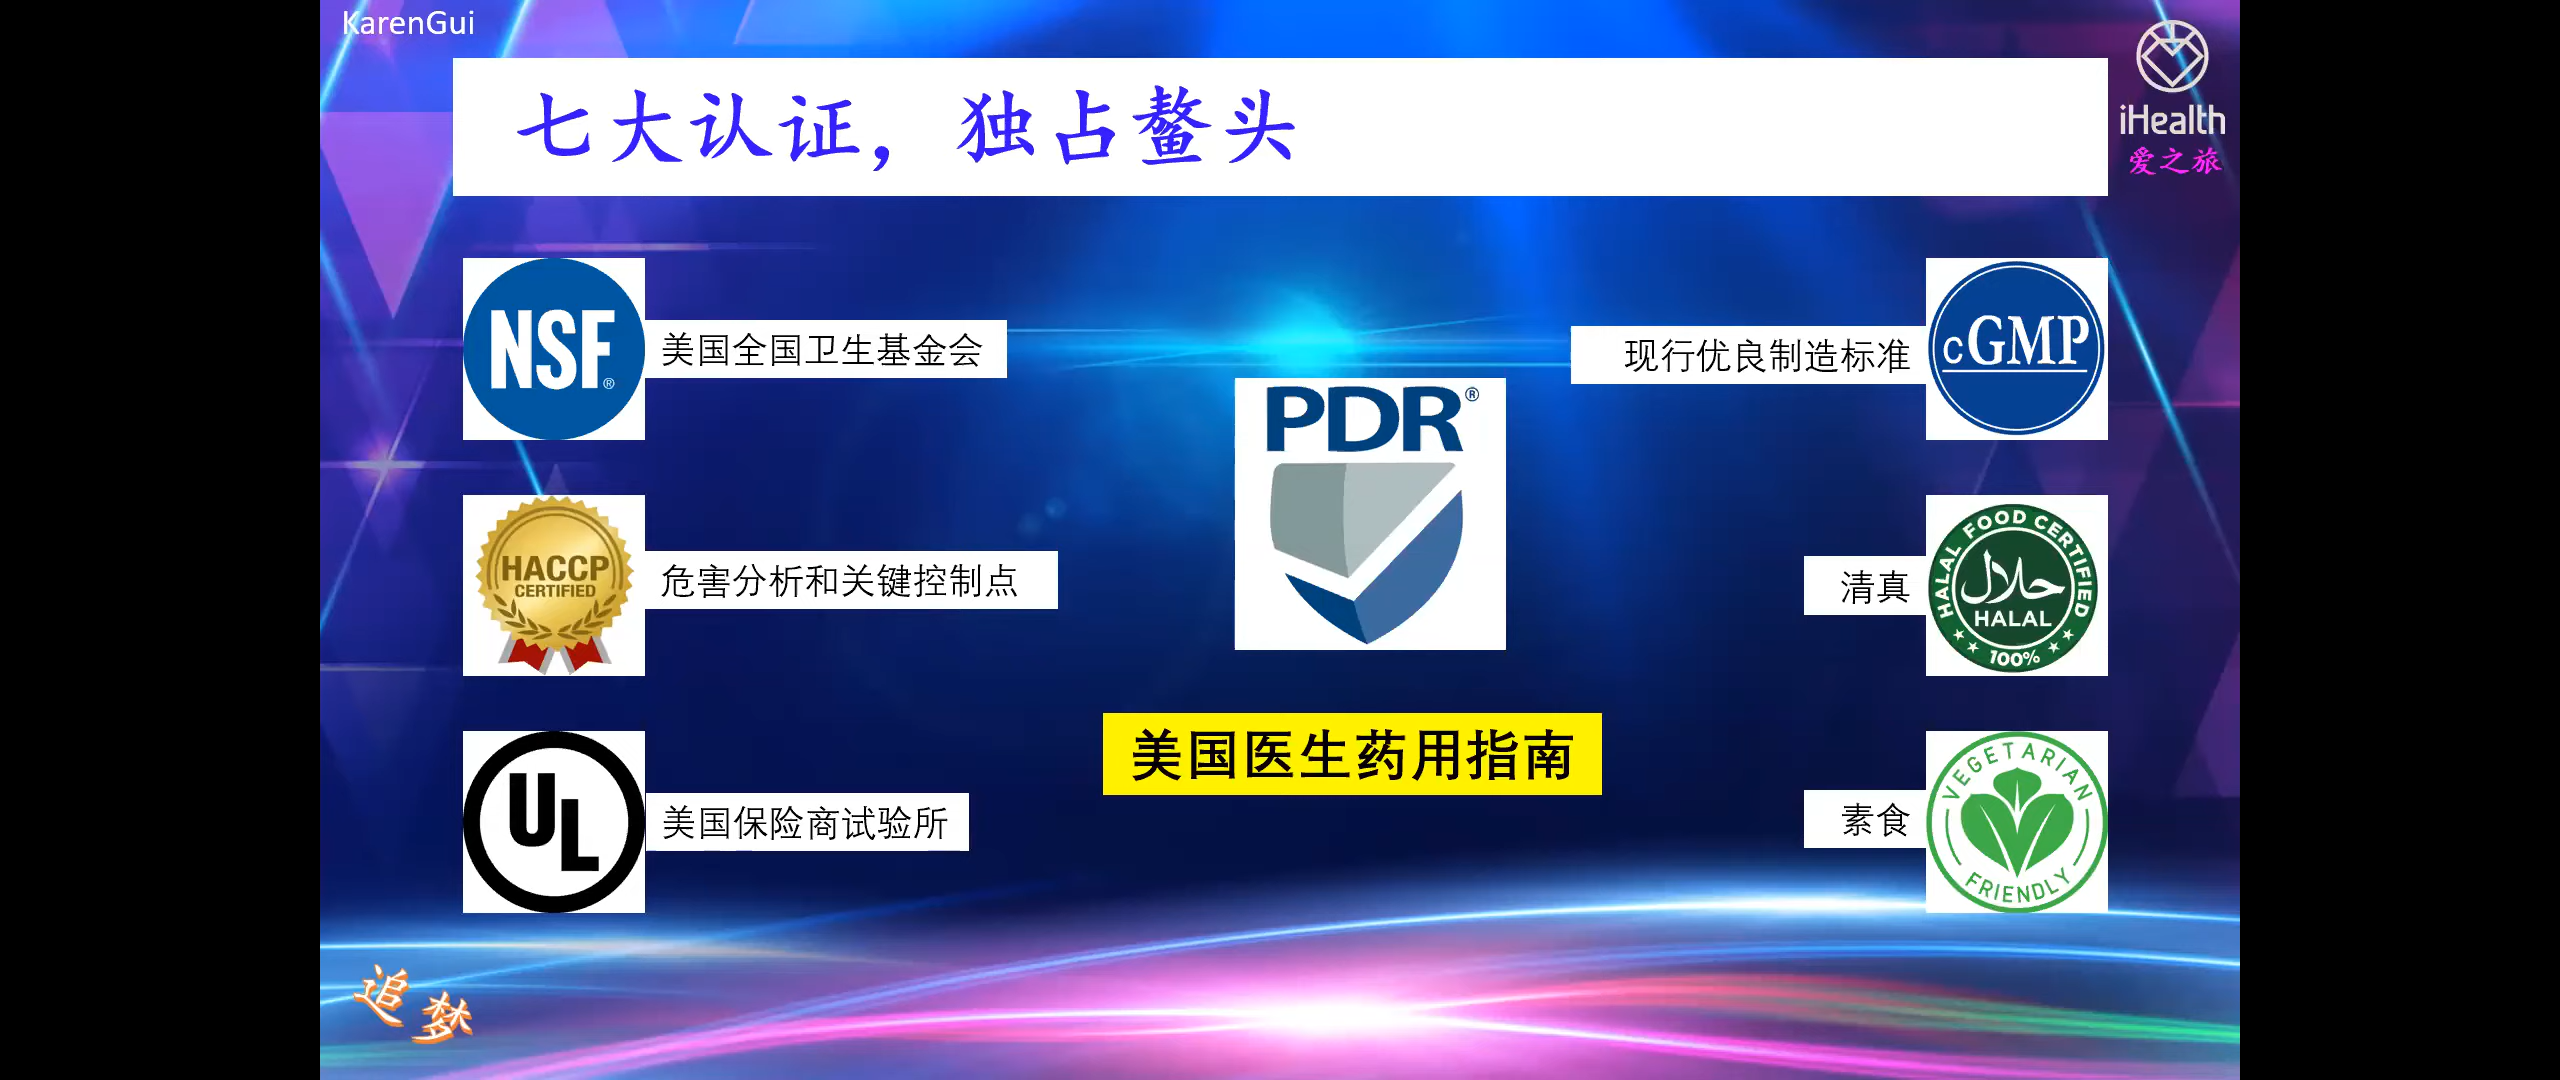 KarenGui
七大认证，独占鳌头
iHealth
爱之旅
NSF®
美国全国卫生基金会
HACCP
CERTIFIED
危害分析和关键控制点
UL
美国保险商试验所
PDR®
美国医生药用指南
现行优良制造标准
cGMP
清真
HALAL FOOD CERTIFIED
حلال
HALAL
100%
素食
VEGETARIAN
FRIENDLY
追梦